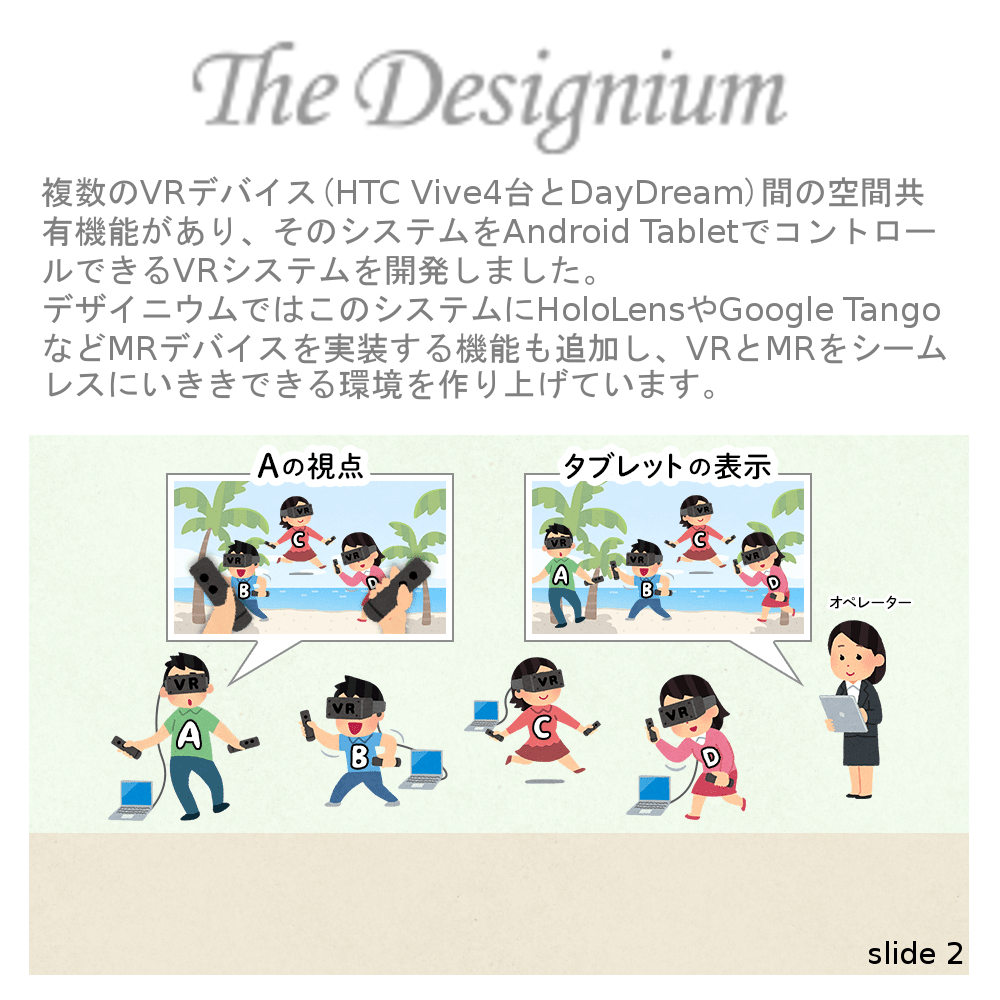 The Designium
複数のVRデバイス（HTC Vive4台とDayDream）間の空間共
有機能があり、そのシステムをAndroid Tabletでコントロー
ルできるVRシステムを開発しました。
デザイニウムではこのシステムにHoloLensやGoogle Tango
などMRデバイスを実装する機能も追加し、VRとMRをシーム
レスにいききできる環境を作り上げています。
Aの視点
タブレットの表示
VR
C
VR
B
VR
D
VR
A
VR
B
VR
C
VR
D
オペレーター
VR
A
VR
B
VR
C
VR
D
slide 2